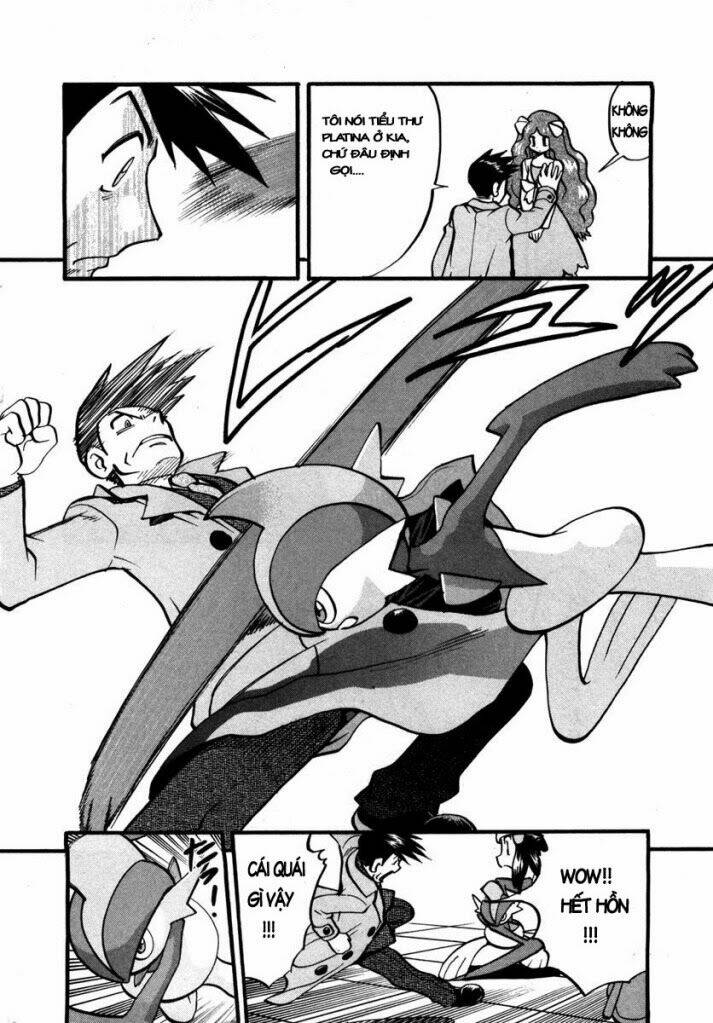 KHÔNG
KHÔNG
TÔI NÓI TIỂU THƯ
PLATINA Ở KIA,
CHỨ ĐÂU ĐỊNH
GỌI....
WOW!!
HẾT HỒN
!!!
CÁI QUÁI
GÌ VẬY
!!!